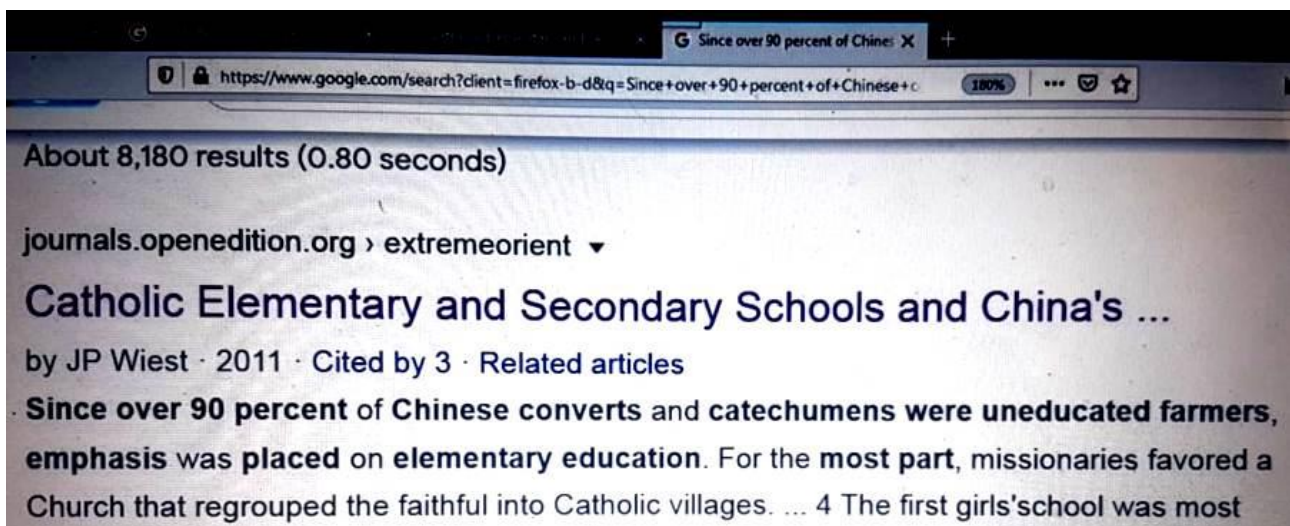 G Since over 90 percent of Chines X +
https://www.google.com/search?client=firefox-b-d&q=Since+over+90+percent+of+Chinese+c 180% ...
About 8,180 results (0.80 seconds)
journals.openedition.org › extremeorient ▾
Catholic Elementary and Secondary Schools and China's ...
by JP Wiest · 2011 · Cited by 3 · Related articles
Since over 90 percent of Chinese converts and catechumens were uneducated farmers,
emphasis was placed on elementary education. For the most part, missionaries favored a
Church that regrouped the faithful into Catholic villages. ... 4 The first girls'school was most